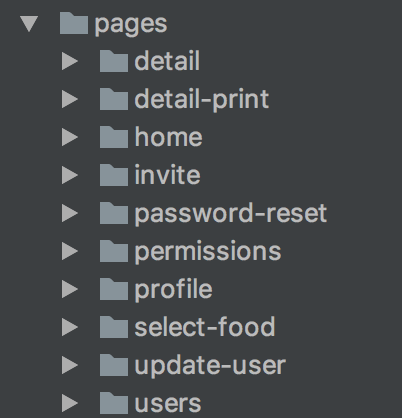 pages
detail
detail-print
home
invite
password-reset
permissions
profile
select-food
update-user
users